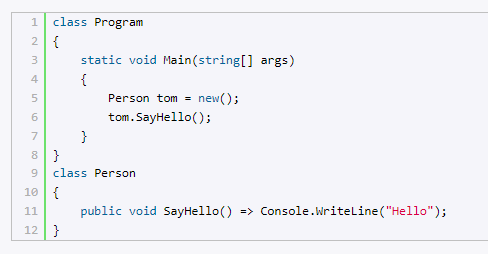 1 class Program
2 {
3     static void Main(string[] args)
4     {
5         Person tom = new();
6         tom.SayHello();
7     }
8 }
9 class Person
10 {
11     public void SayHello() => Console.WriteLine("Hello");
12 }